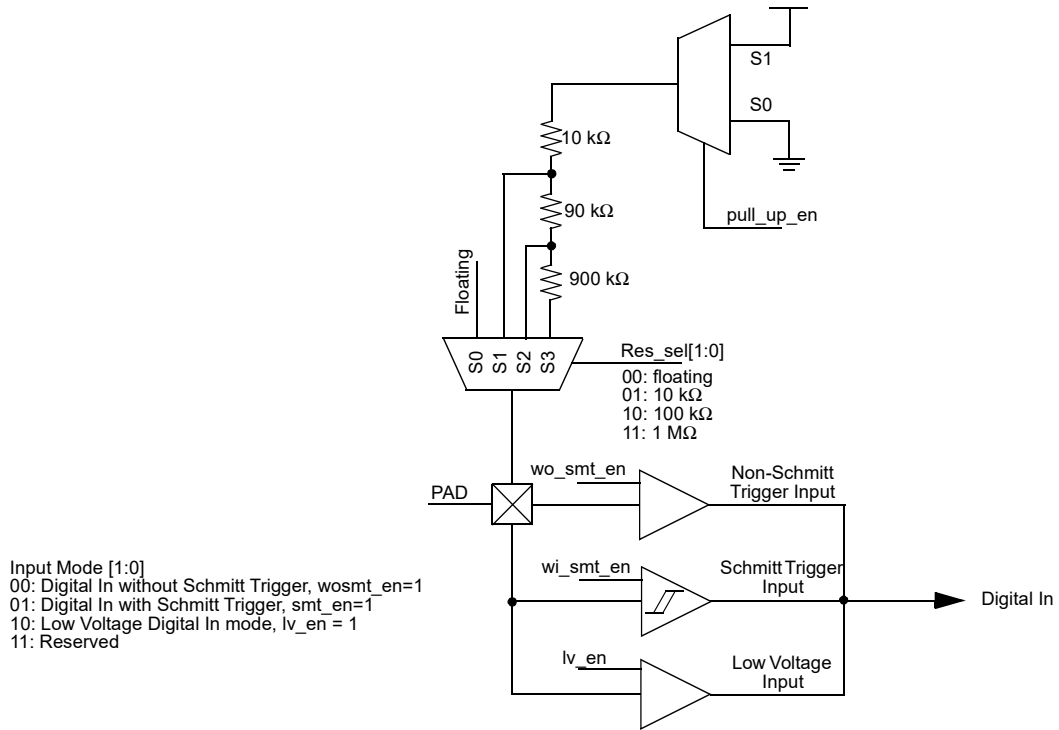 S1
S0
10 kΩ
90 kΩ
pull_up_en
Floating
900 kΩ
S0
S1
S2
S3
Res_sel[1:0]
00: floating
01: 10 kΩ
10: 100 kΩ
11: 1 MΩ
wo_smt_en
Non-Schmitt
Trigger Input
PAD
Input Mode [1:0]
00: Digital In without Schmitt Trigger, wosmt_en=1
01: Digital In with Schmitt Trigger, smt_en=1
10: Low Voltage Digital In mode, lv_en = 1
11: Reserved
wi_smt_en
Schmitt Trigger
Input
Digital In
lv_en
Low Voltage
Input